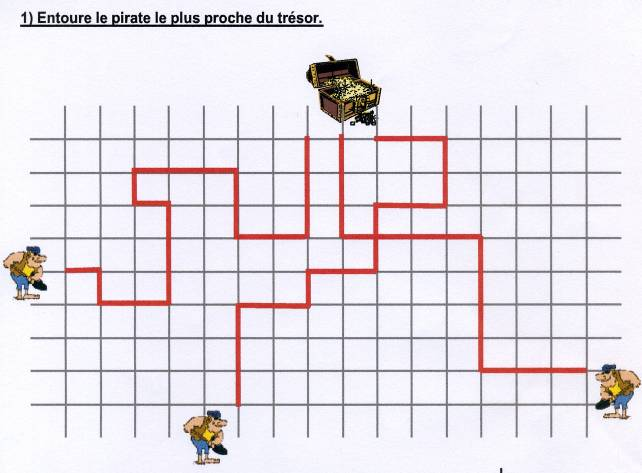 1) Entoure le pirate le plus proche du trésor.